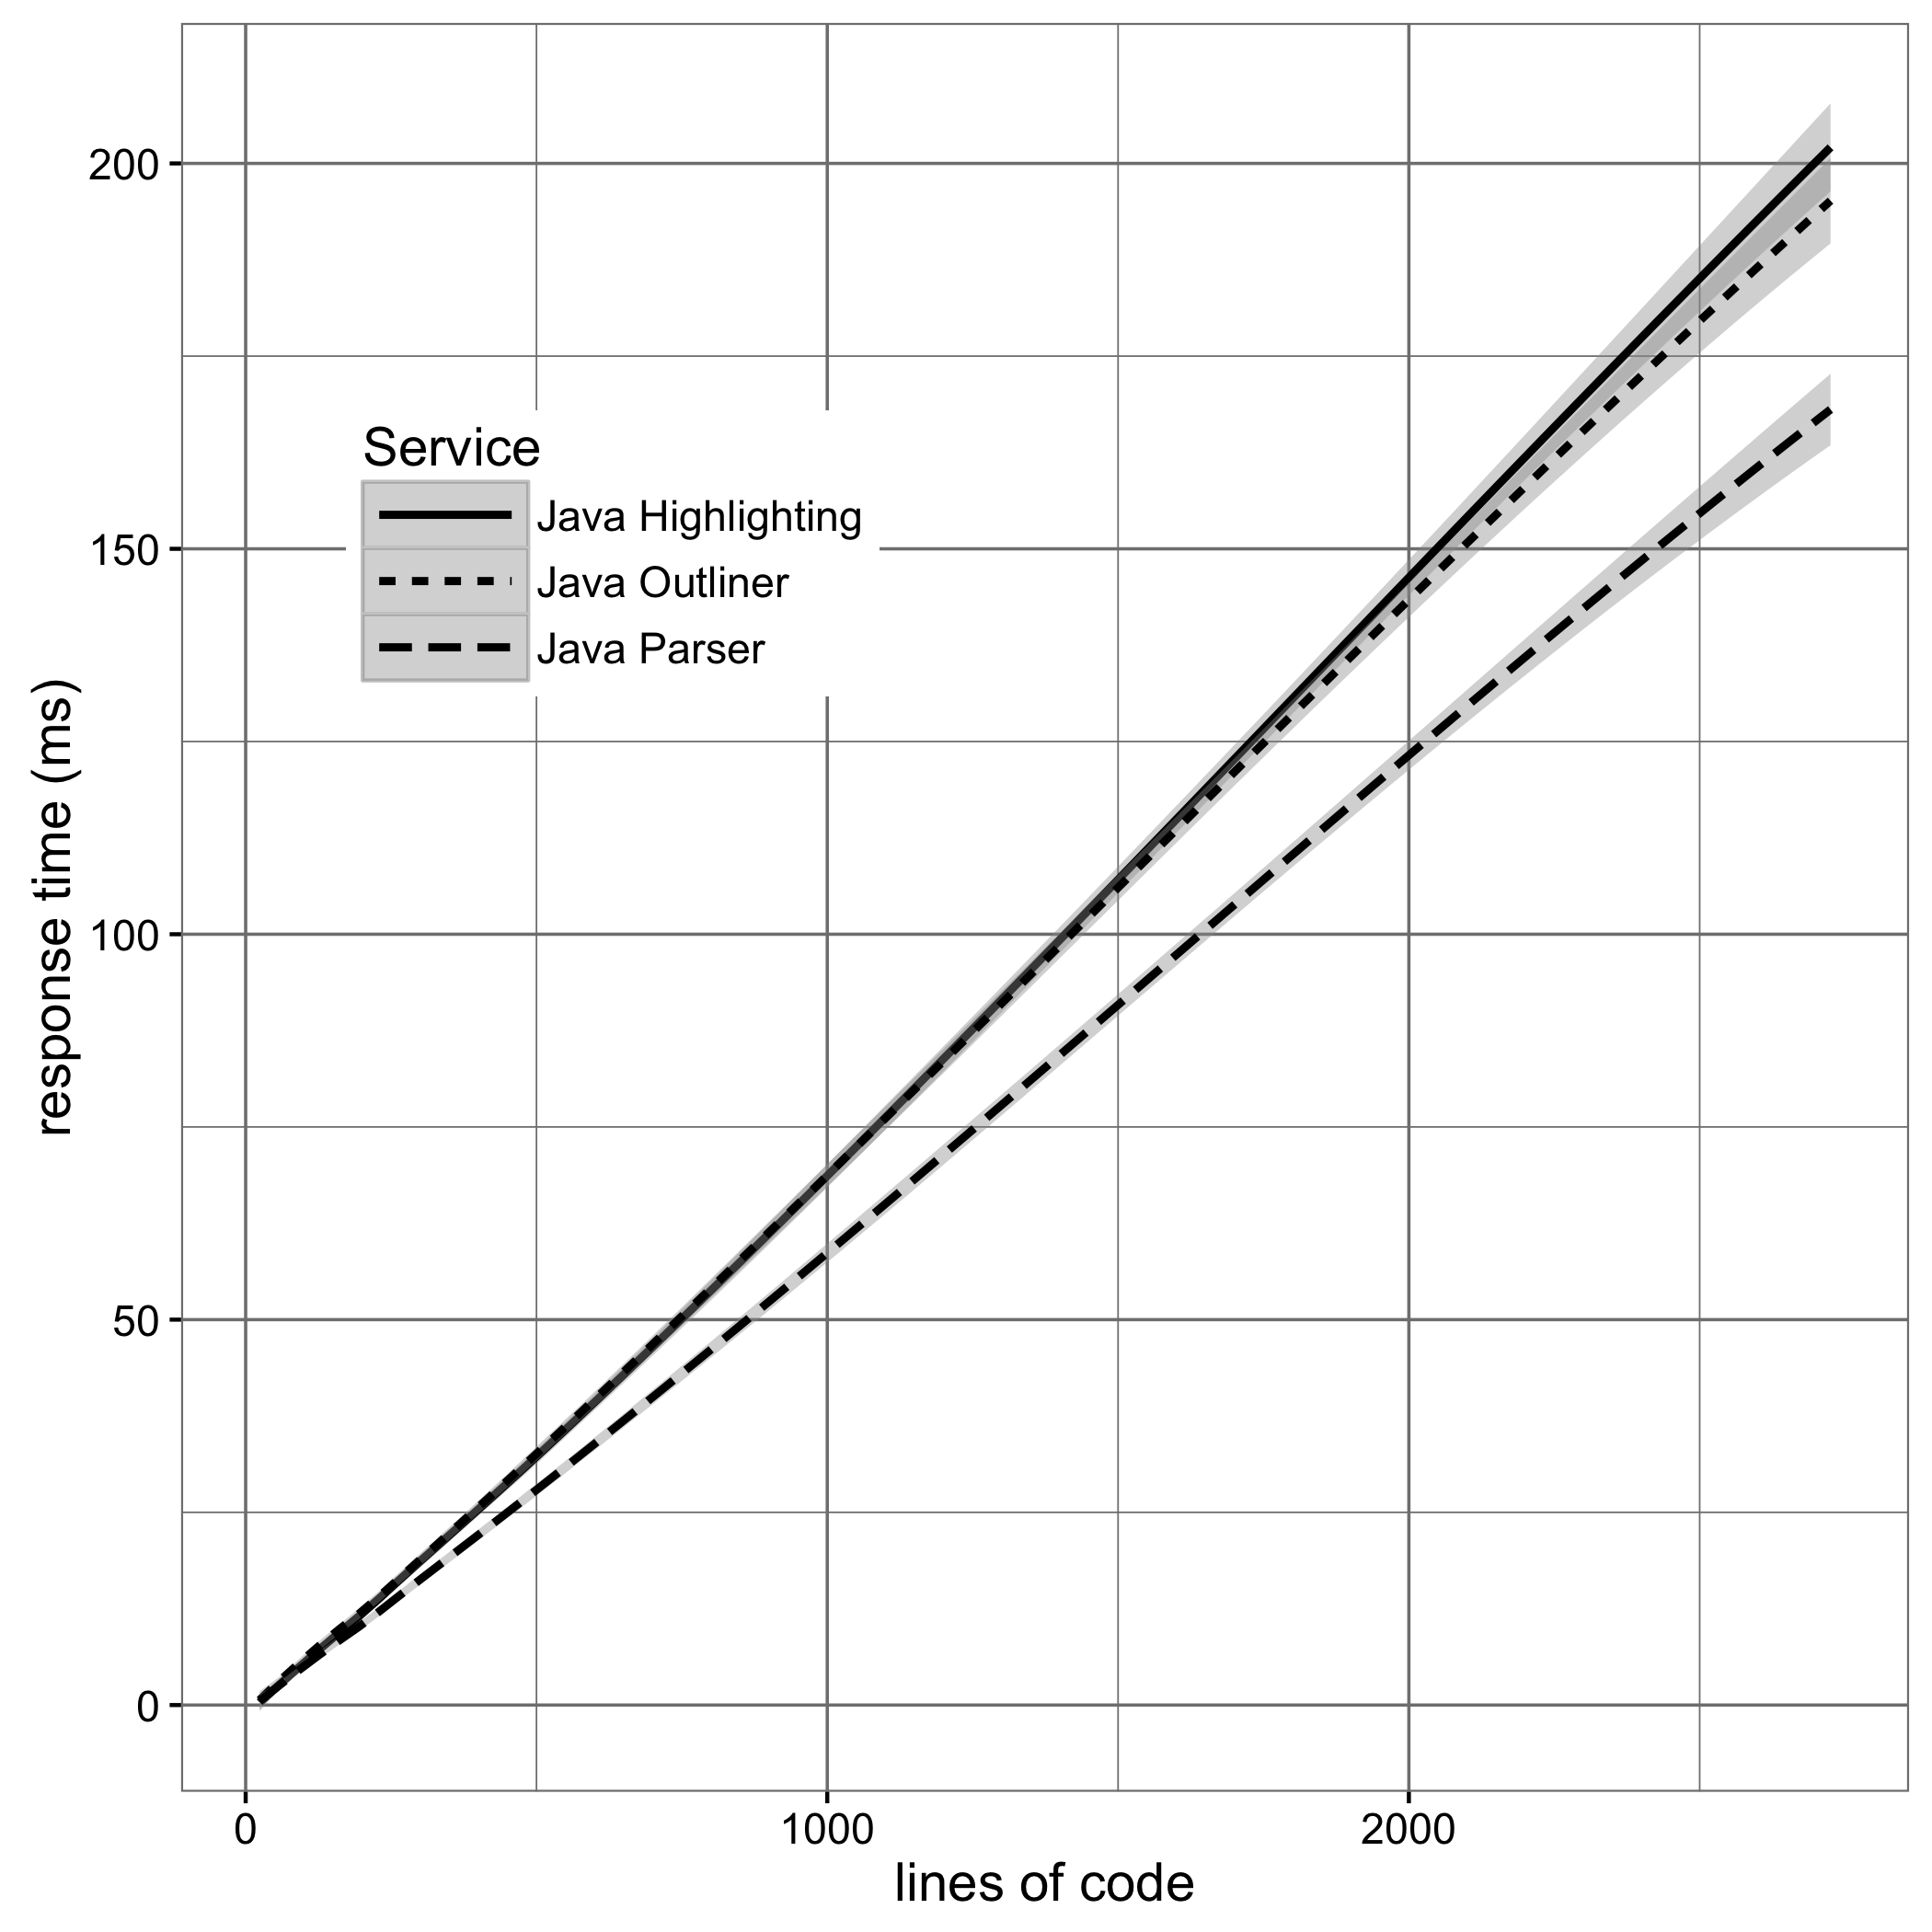 200
150
100
50
0
response time (ms)
Service
Java Highlighting
Java Outliner
Java Parser
0
1000
2000
lines of code